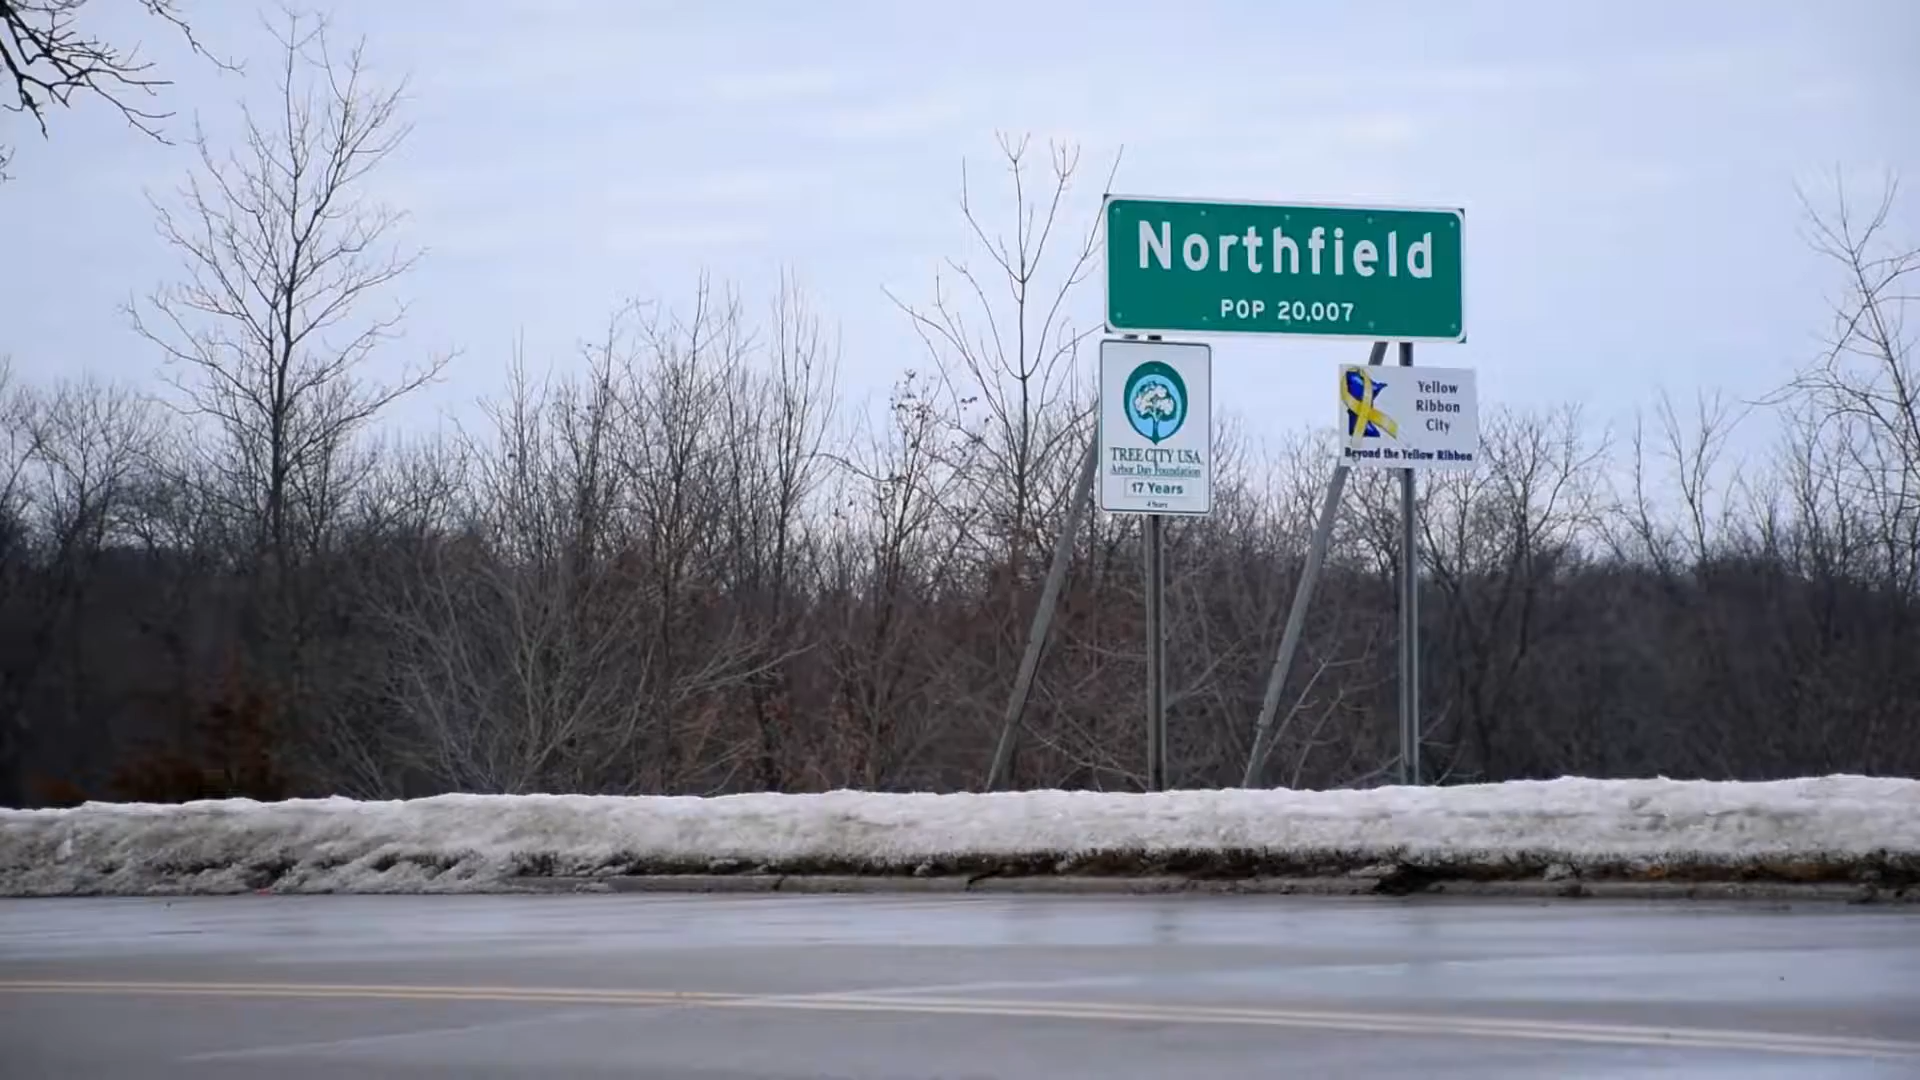 Northfield
POP 20,007
TREE CITY USA
Arbor Day Foundation
17 Years
Yellow
Ribbon
City
Beyond the Yellow Ribbon